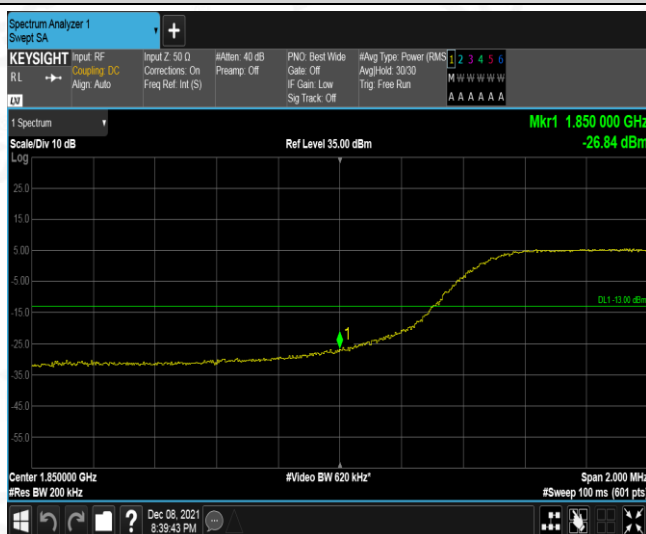 Spectrum Analyzer 1
Swept SA
KEYSIGHT
RL
Input: RF
Coupling: DC
Align: Auto
Input Z: 50 Ω
Corrections: On
Freq Ref: Int (S)
#Atten: 40 dB
Preamp: Off
PNO: Best Wide
Gate: Off
IF Gain: Low
Sig Track: Off
#Avg Type: Power (RMS
Avg|Hold: 30/30
Trig: Free Run
1 2 3 4 5 6
M W W W W W
A A A A A A
LXI
1 Spectrum
Scale/Div 10 dB
Ref Level 35.00 dBm
Mkr1 1.850 000 GHz
-26.84 dBm
Log
25.0
15.0
5.00
-5.00
DL1 -13.00 dBm
-15.0
1
-25.0
-35.0
-45.0
-55.0
Center 1.85000 GHz
#Video BW 620 kHz*
Span 2.000 MHz
#Res BW 200 kHz
#Sweep 100 ms (601 pts)
?
Dec 08, 2021
8:39:43 PM